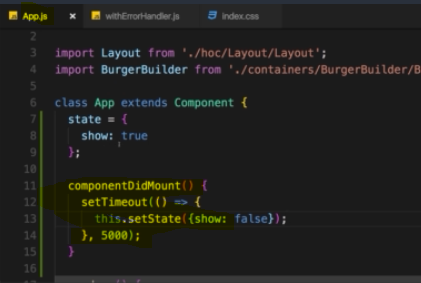 App.js × withErrorHandler.js index.css
2
3 import Layout from './hoc/Layout/Layout';
4 import BurgerBuilder from './containers/BurgerBuilder/B
5
6 class App extends Component {
7 state = {
8 show: true
9 };
10
11 componentDidMount() {
12 setTimeout(() => {
13 this.setState({show: false});
14 }, 5000);
15 }
16